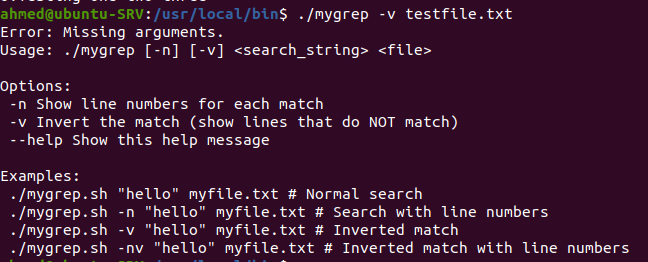 ahmed@ubuntu-SRV:/usr/local/bin$ ./mygrep -v testfile.txt
Error: Missing arguments.
Usage: ./mygrep [-n] [-v] <search_string> <file>

Options:
 -n Show line numbers for each match
 -v Invert the match (show lines that do NOT match)
 --help Show this help message

Examples:
 ./mygrep.sh "hello" myfile.txt # Normal search
 ./mygrep.sh -n "hello" myfile.txt # Search with line numbers
 ./mygrep.sh -v "hello" myfile.txt # Inverted match
 ./mygrep.sh -nv "hello" myfile.txt # Inverted match with line numbers